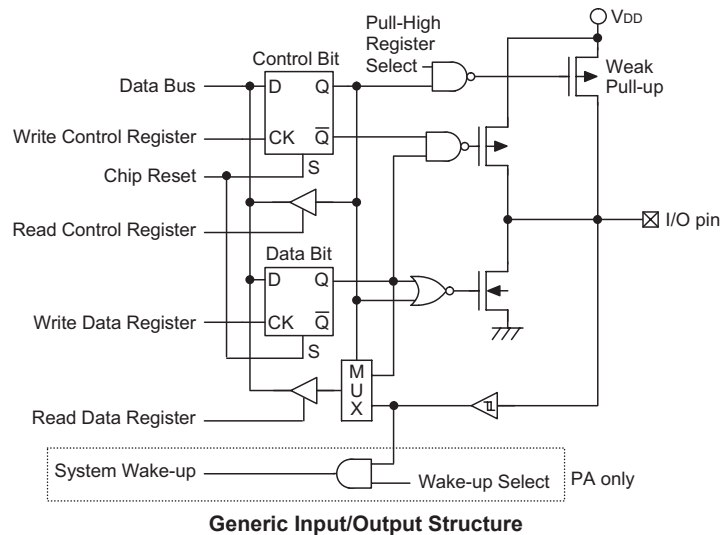 VDD
Pull-High
Register
Select
Control Bit
Weak
Pull-up
Data Bus
D
Q
Write Control Register
CK
Q
S
Chip Reset
I/O pin
Read Control Register
Data Bit
D
Q
Write Data Register
CK
Q
S
M
U
X
Read Data Register
System Wake-up
Wake-up Select
PA only
Generic Input/Output Structure